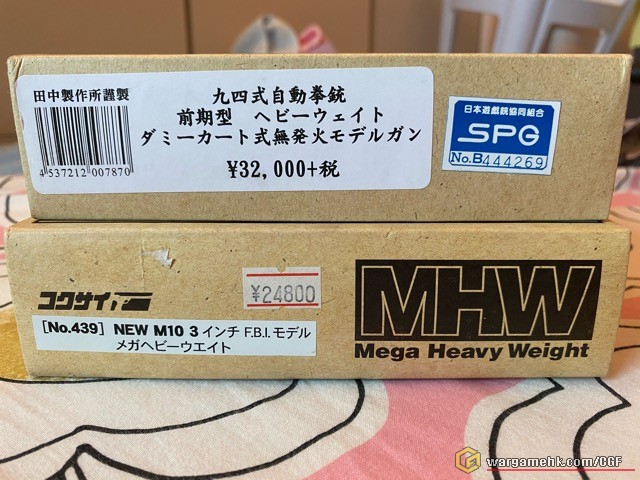 田中製作所謹製
4 537212 007870
九四式自動拳銃
前期型 ヘビーウェイト
ダミーカート式無発火モデルガン
¥32,000+税
日本遊戯銃協同組合
SPG
No.B444269
コクサイ
¥24800
[No.439] NEW M10 3インチ F.B.I.モデル
メガヘビーウエイト
MHW
Mega Heavy Weight
wargamehk.com/CGF